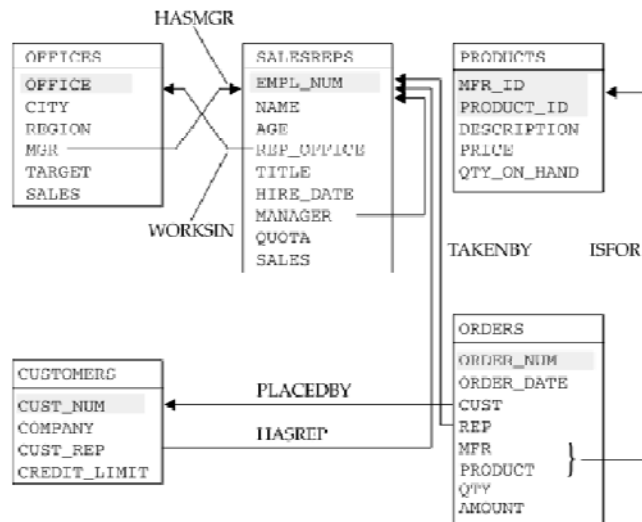 HASMGR
OFFICES
OFFICE
CITY
REGION
MGR
TARGET
SALES
SALESREPS
EMPL_NUM
NAME
AGE
REP_OFFICE
TITLE
HIRE_DATE
MANAGER
QUOTA
SALES
PRODUCTS
MFR_ID
PRODUCT_ID
DESCRIPTION
PRICE
QTY_ON_HAND
WORKSIN
TAKENBY
ISFOR
CUSTOMERS
CUST_NUM
COMPANY
CUST_REP
CREDIT_LIMIT
PLACEDBY
HASREP
ORDERS
ORDER_NUM
ORDER_DATE
CUST
REP
MFR
PRODUCT
}
QTY
AMOUNT